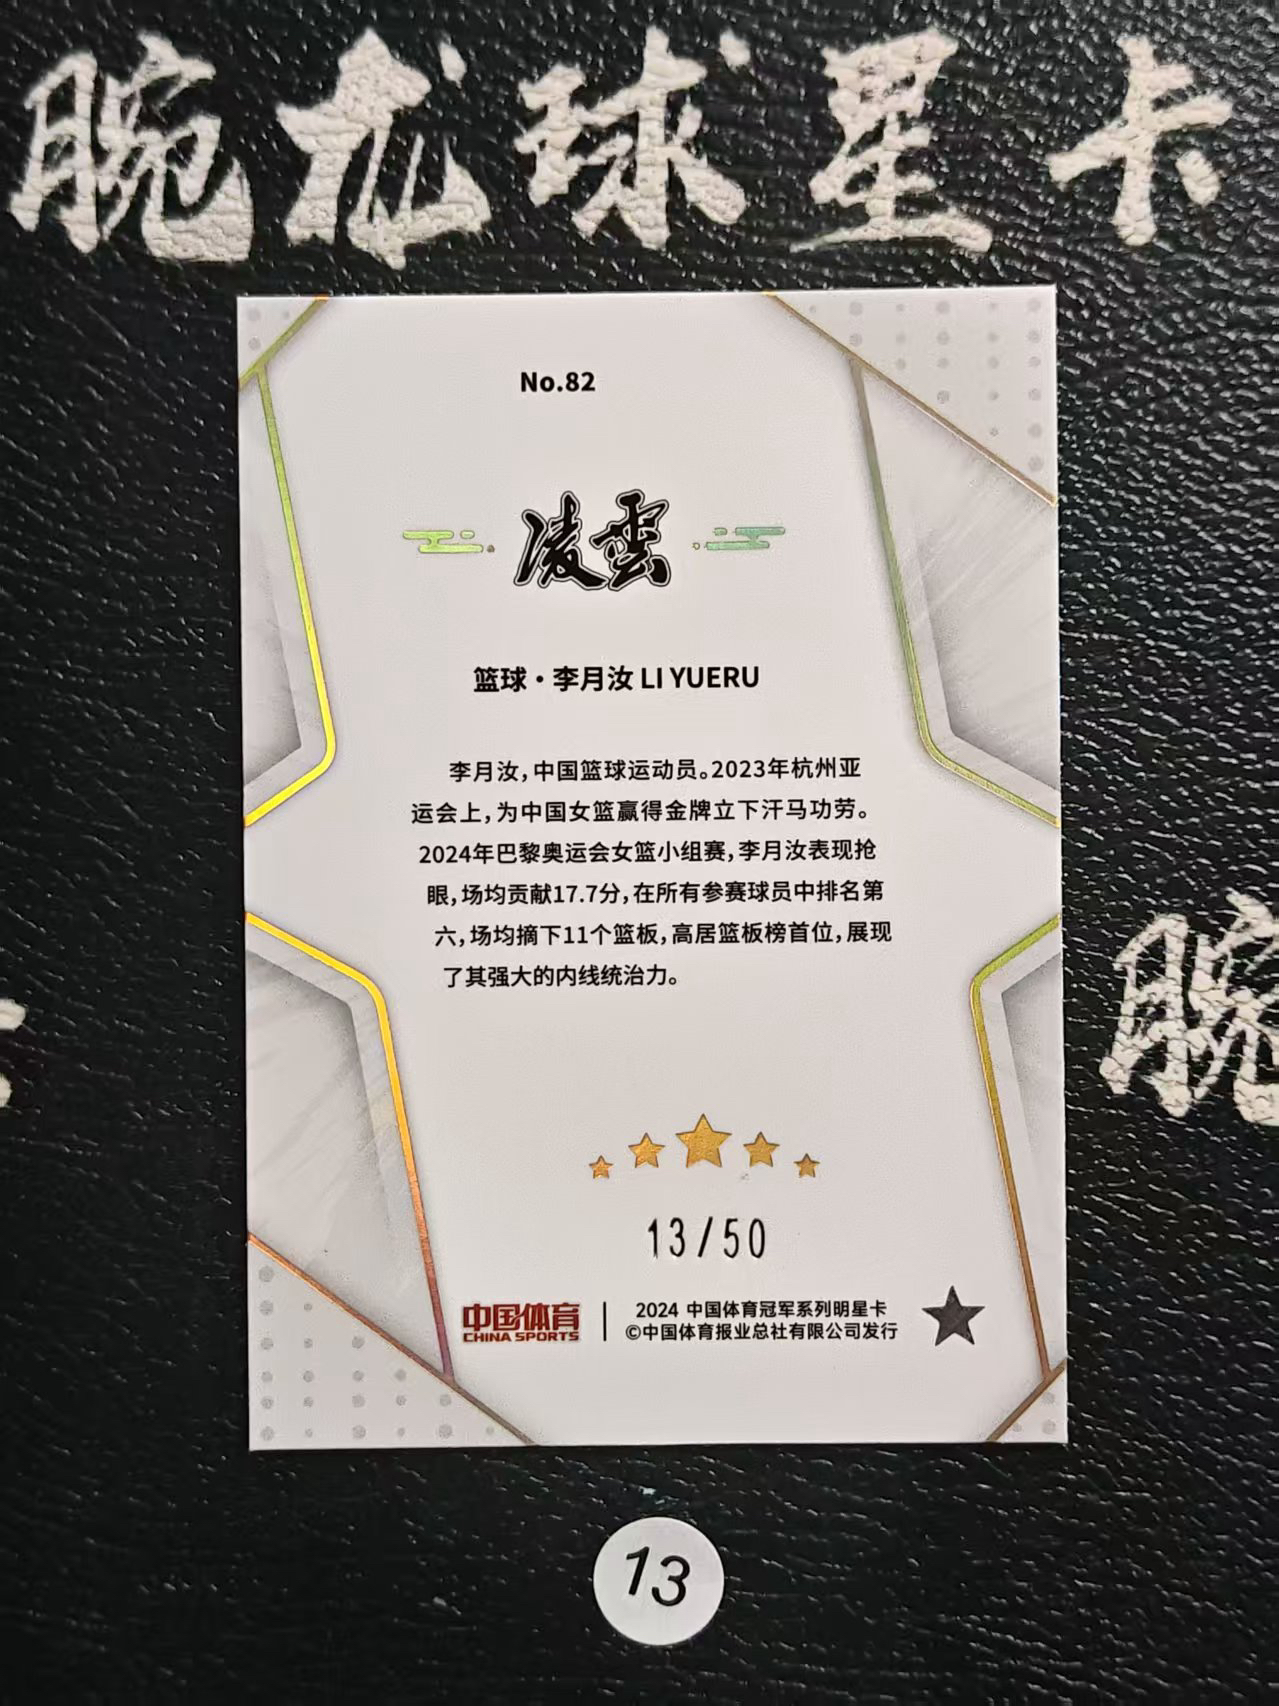 腕龙球星卡
No.82
凌雲
篮球·李月汝 LI YUERU
李月汝,中国篮球运动员。2023年杭州亚
运会上,为中国女篮赢得金牌立下汗马功劳。
2024年巴黎奥运会女篮小组赛,李月汝表现抢
眼,场均贡献17.7分,在所有参赛球员中排名第
六,场均摘下11个篮板,高居篮板榜首位,展现
了其强大的内线统治力。
腕
13/50
中国体育
CHINA SPORTS
2024 中国体育冠军系列明星卡
©中国体育报业总社有限公司发行
13